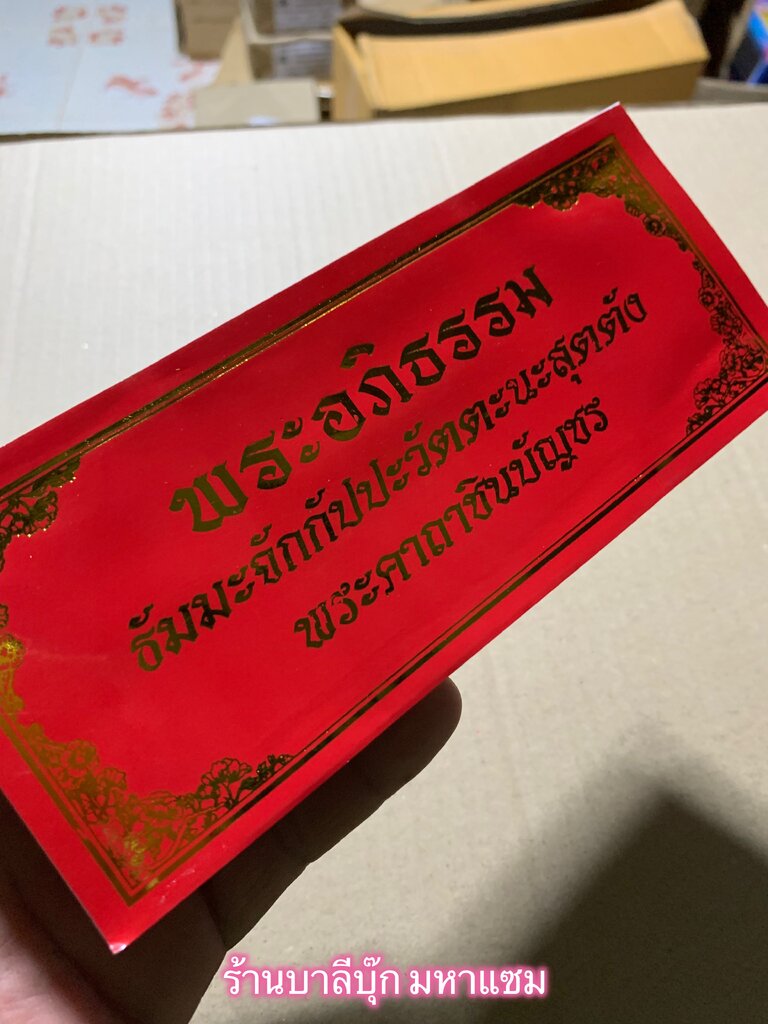 พระอภิธรรม
ธัมมะจักกัปปะวัตตะนะสุตตัง
พระคาถาชินบัญชร
ร้านบาลีบุ๊ก มหาแซม